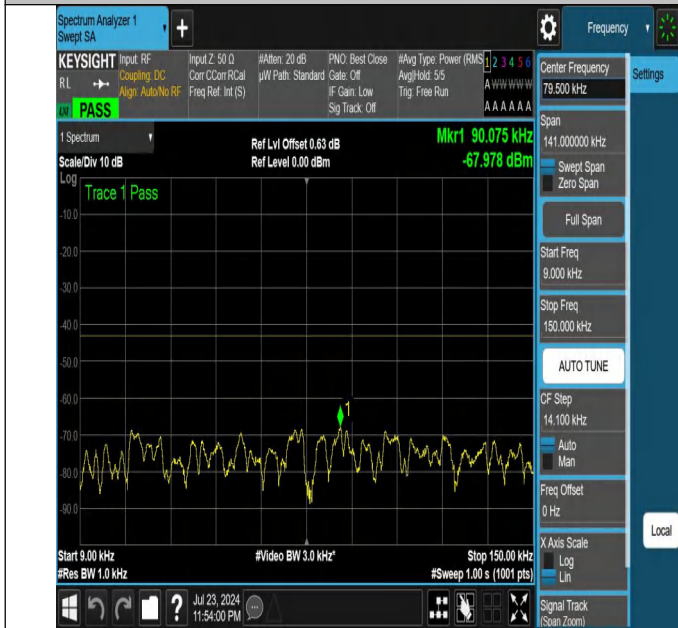 Spectrum Analyzer 1
Swept SA
Frequency
KEYSIGHT
RL
LXI
PASS
Input: RF
Coupling: DC
Align: Auto/No RF
Input Z: 50 Ω
Corr CCorr RCal
Freq Ref: Int (S)
#Atten: 20 dB
µW Path: Standard
PNO: Best Close
Gate: Off
IF Gain: Low
Sig Track: Off
#Avg Type: Power (RMS
Avg|Hold: 5/5
Trig: Free Run
1 2 3 4 5 6
A W W W W W
A A A A A A
Center Frequency
79.500 kHz
Settings
Span
141.000000 kHz
Swept Span
Zero Span
Full Span
Start Freq
9.000 kHz
Stop Freq
150.000 kHz
AUTO TUNE
CF Step
14.100 kHz
Auto
Man
Freq Offset
0 Hz
X Axis Scale
Log
Lin
Signal Track
(Span Zoom)
Local
1 Spectrum
Scale/Div 10 dB
Log
Ref Lvl Offset 0.63 dB
Ref Level 0.00 dBm
Mkr1 90.075 kHz
-67.978 dBm
Trace 1 Pass
-10.0
-20.0
-30.0
-40.0
-50.0
-60.0
-70.0
-80.0
-90.0
1
Start 9.00 kHz
#Res BW 1.0 kHz
#Video BW 3.0 kHz*
Stop 150.00 kHz
#Sweep 1.00 s (1001 pts)
?
Jul 23, 2024
11:54:00 PM